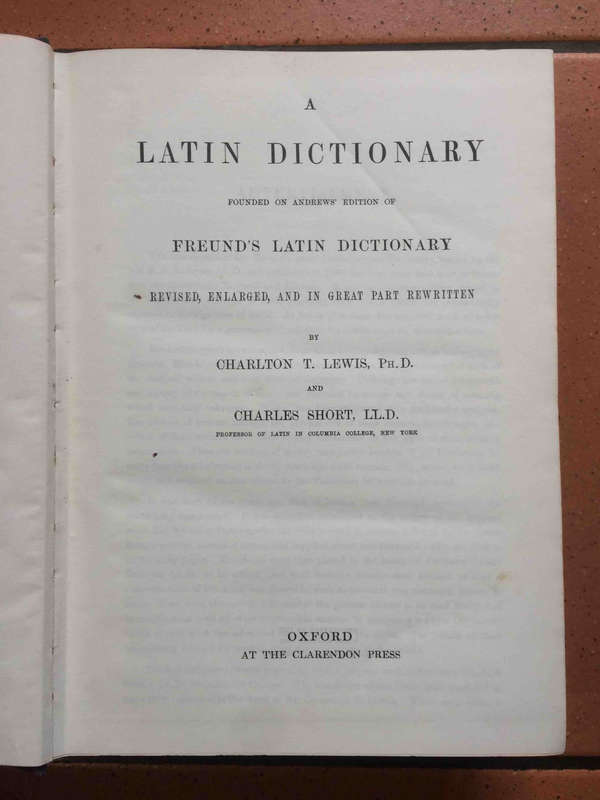 A
LATIN DICTIONARY
FOUNDED ON ANDREWS' EDITION OF
FREUND'S LATIN DICTIONARY
REVISED, ENLARGED, AND IN GREAT PART REWRITTEN
BY
CHARLTON T. LEWIS, PH.D.
AND
CHARLES SHORT, LL.D.
PROFESSOR OF LATIN IN COLUMBIA COLLEGE, NEW YORK
OXFORD
AT THE CLARENDON PRESS